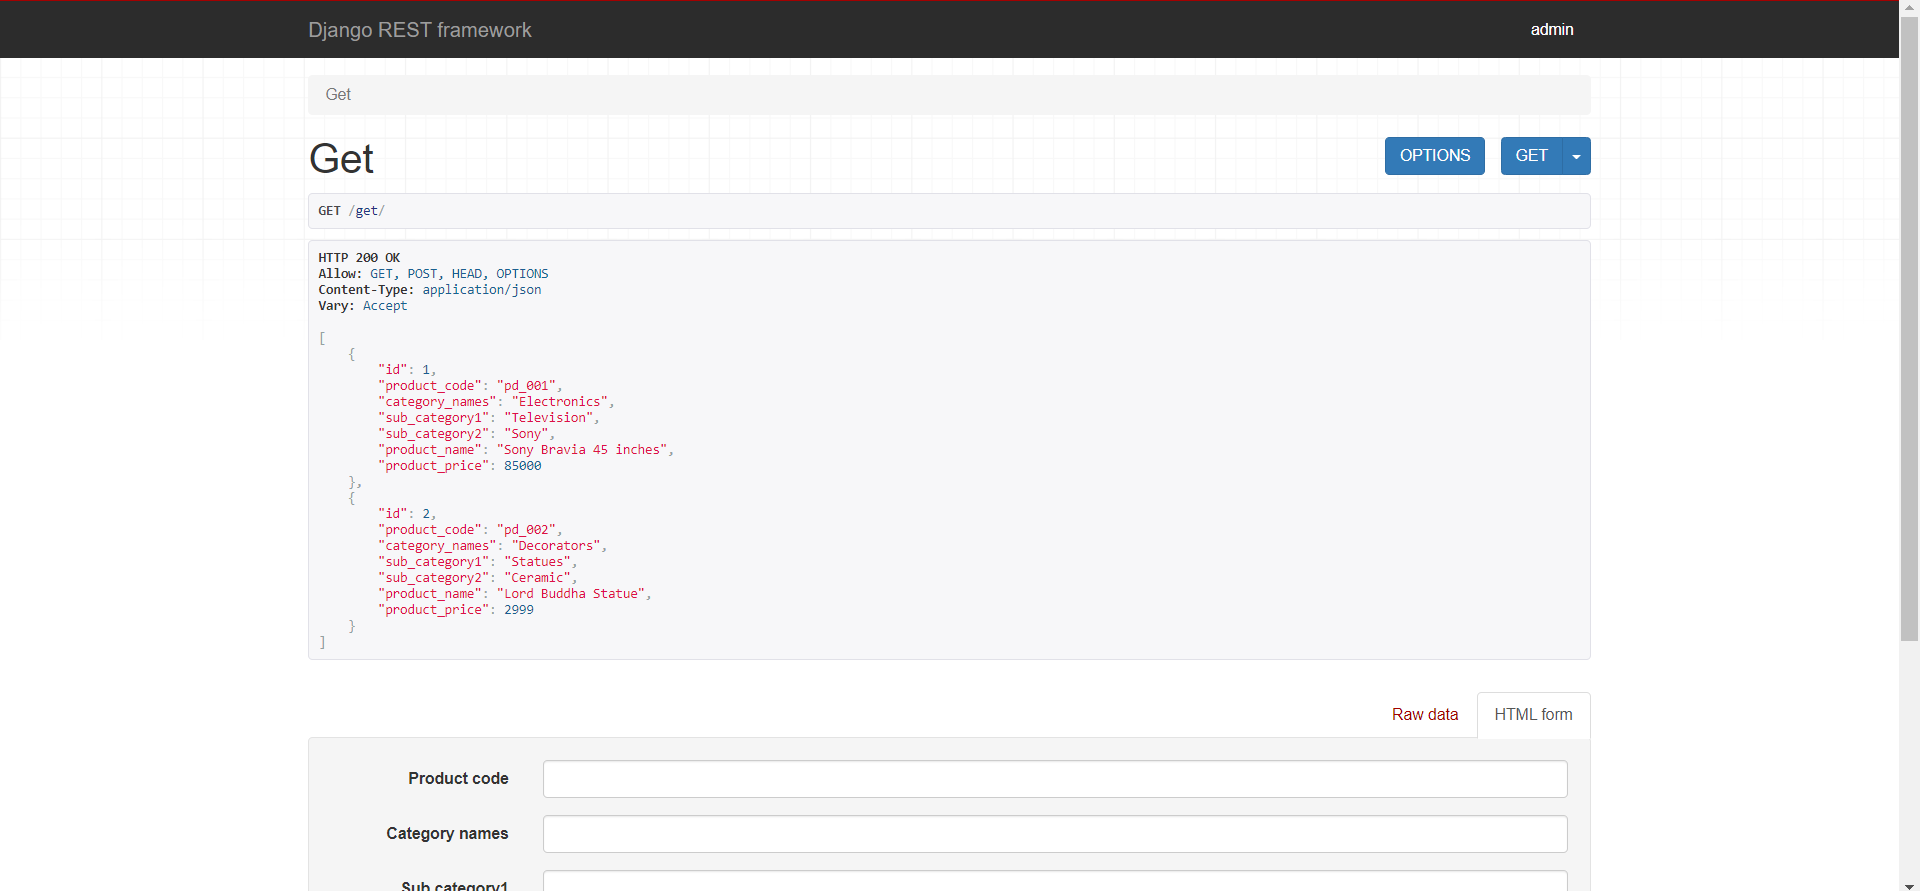 Django REST framework
admin
Get
Get
OPTIONS
GET
GET /get/
HTTP 200 OK
Allow: GET, POST, HEAD, OPTIONS
Content-Type: application/json
Vary: Accept
[
{
"id": 1,
"product_code": "pd_001",
"category_names": "Electronics",
"sub_category1": "Television",
"sub_category2": "Sony",
"product_name": "Sony Bravia 45 inches",
"product_price": 85000
},
{
"id": 2,
"product_code": "pd_002",
"category_names": "Decorators",
"sub_category1": "Statues",
"sub_category2": "Ceramic",
"product_name": "Lord Buddha Statue",
"product_price": 2999
}
]
Raw data
HTML form
Product code
Category names
Sub category1